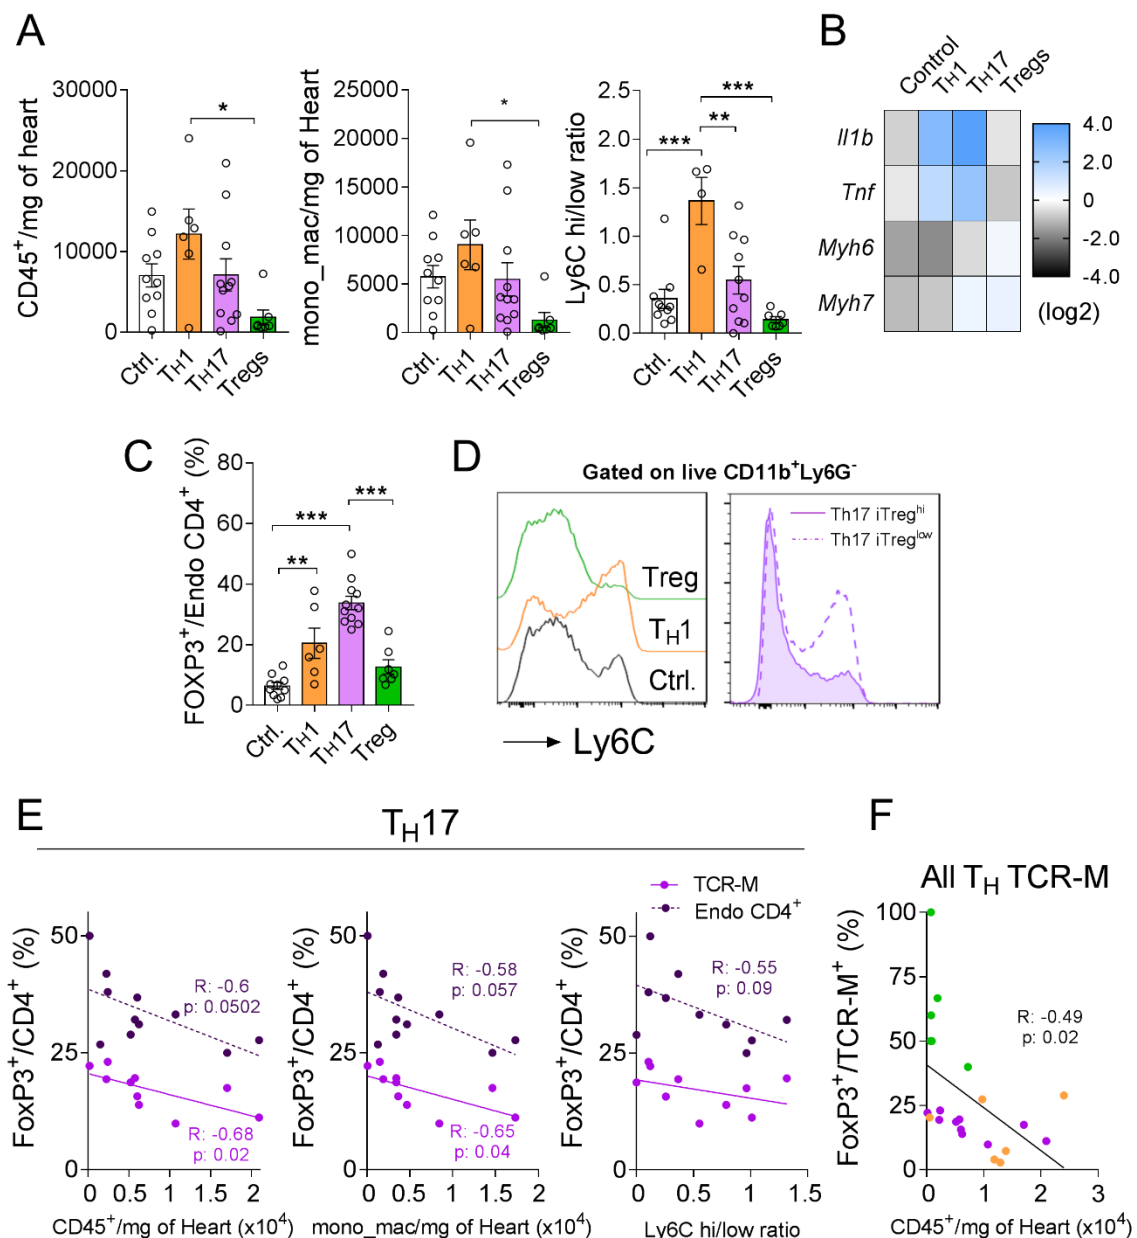 A
CD45+/mg of heart
30000
20000
10000
0
Ctrl.
TH1
TH17
Tregs
*
mono_mac/mg of Heart
25000
20000
15000
10000
5000
0
Ctrl.
TH1
TH17
Tregs
*
Ly6C hi/low ratio
2.5
2.0
1.5
1.0
0.5
0.0
Ctrl.
TH1
TH17
Tregs
***
**
***
B
Control
TH1
TH17
Tregs
Il1b
Tnf
Myh6
Myh7
4.0
2.0
0
-2.0
-4.0
(log2)
C
FOXP3+/Endo CD4+ (%)
80
60
40
20
0
Ctrl.
TH1
TH17
Treg
***
***
**
D
Gated on live CD11b+Ly6G-
Treg
TH1
Ctrl.
Th17 iTreghi
Th17 iTreglow
Ly6C
E
TH17
TCR-M
Endo CD4+
FoxP3+/CD4+ (%)
50
25
0
R: -0.6
p: 0.0502
R: -0.68
p: 0.02
0 0.5 1 1.5 2
CD45+/mg of Heart (x10⁴)
FoxP3+/CD4+ (%)
50
25
0
R: -0.58
p: 0.057
R: -0.65
p: 0.04
0 0.5 1 1.5 2
mono_mac/mg of Heart (x10⁴)
FoxP3+/CD4+ (%)
50
25
0
R: -0.55
p: 0.09
0 0.5 1 1.5
Ly6C hi/low ratio
F
All TH TCR-M
FoxP3+/TCR-M+ (%)
100
75
50
25
0
R: -0.49
p: 0.02
0 1 2 3
CD45+/mg of Heart (x10⁴)